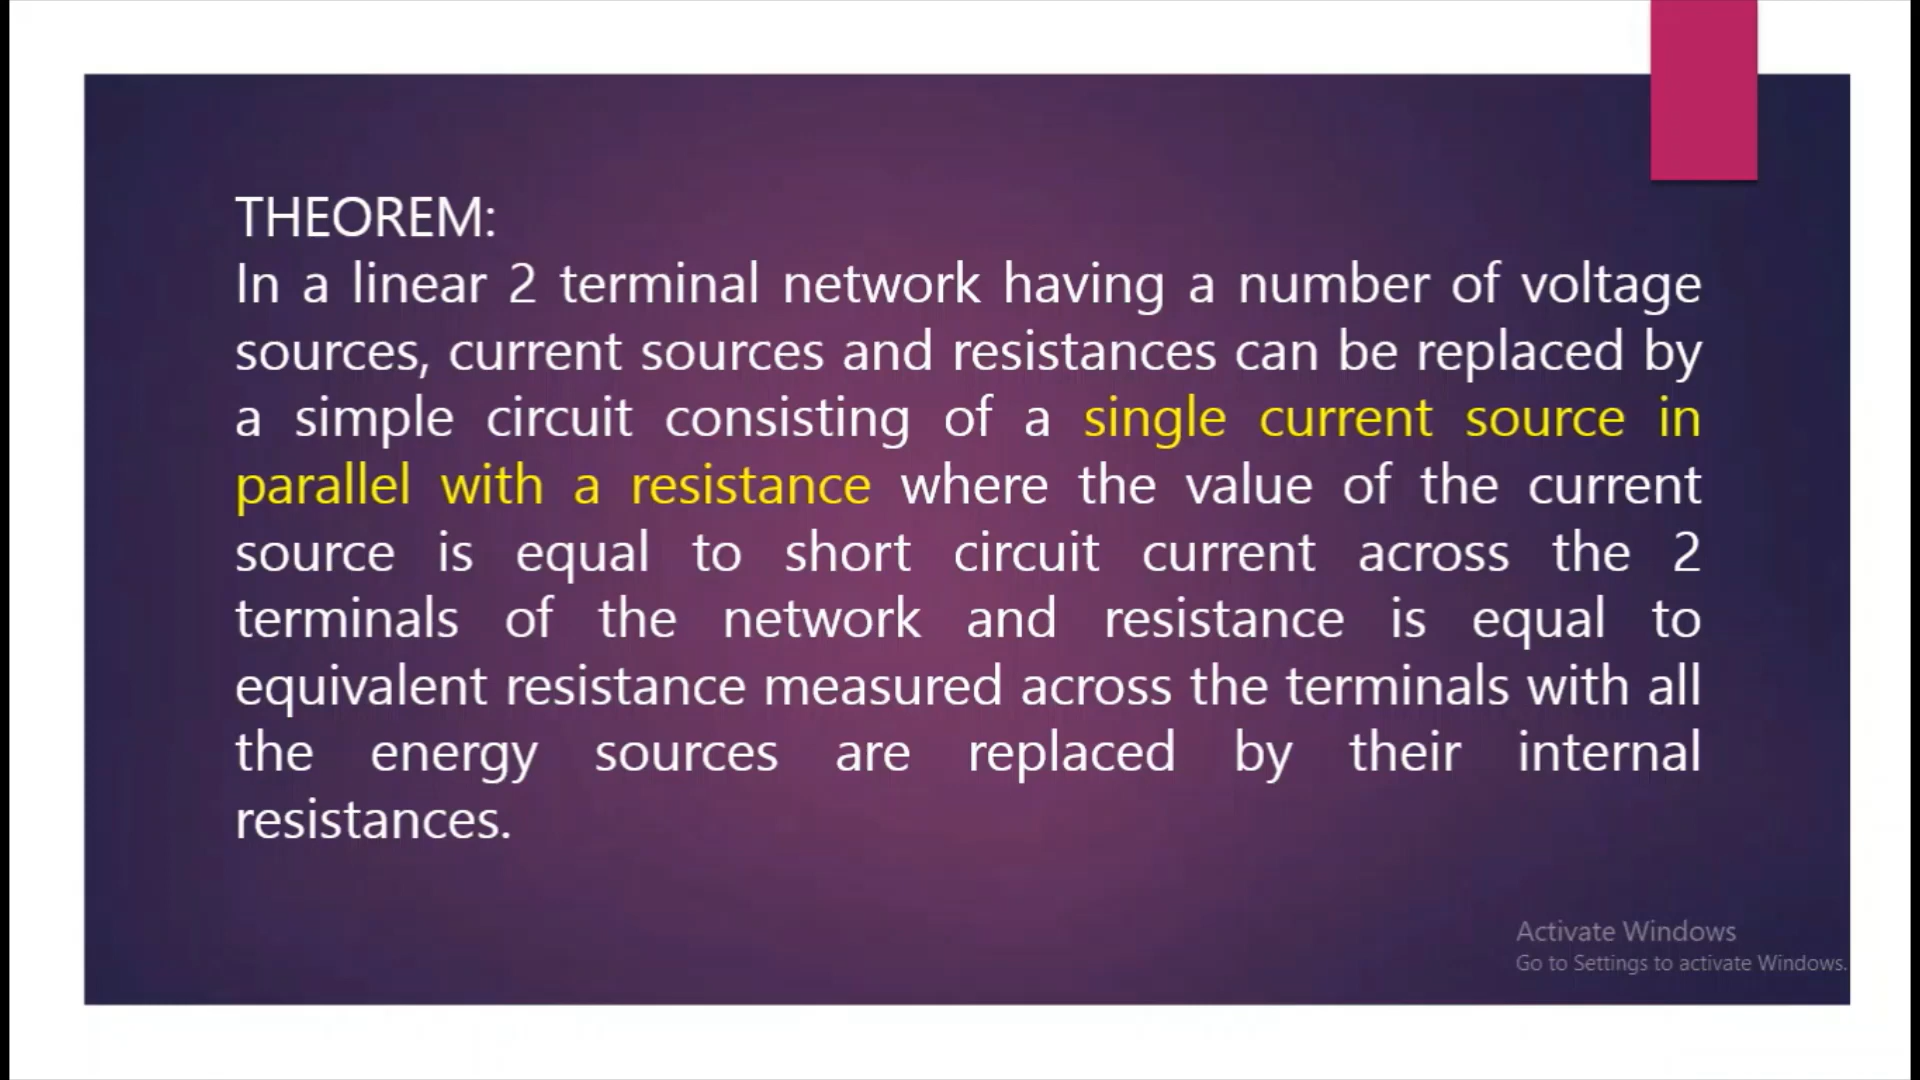 THEOREM:
In a linear 2 terminal network having a number of voltage
sources, current sources and resistances can be replaced by
a simple circuit consisting of a single current source in
parallel with a resistance where the value of the current
source is equal to short circuit current across the 2
terminals of the network and resistance is equal to
equivalent resistance measured across the terminals with all
the energy sources are replaced by their internal
resistances.
Activate Windows
Go to Settings to activate Windows.